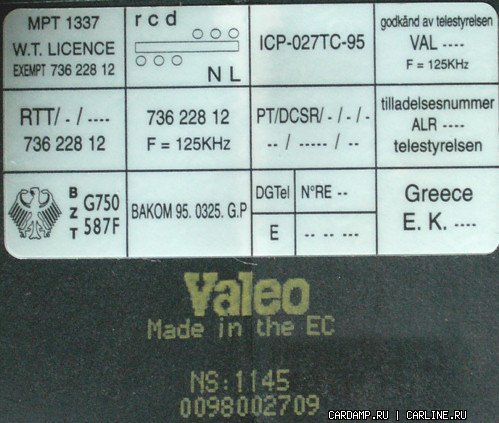 MPT 1337
W.T. LICENCE
EXEMPT 736 228 12
r c d
N L
ICP-027TC-95
godkänd av telestyrelsen
VAL ----
F = 125KHz
RTT/ - / ----
736 228 12
736 228 12
F = 125KHz
PT/DCSR/ - / - / -
-- / ----- / --
tilladelsesnummer
ALR ----
telestyrelsen
B
Z
T
G750
587F
BAKOM 95. 0325. G.P
DGTel
N°RE --
E
-- -- ---
Greece
E. K. ----
Valeo
Made in the EC
NS:1145
0098002709
CARDAMP.RU | CARLINE.RU